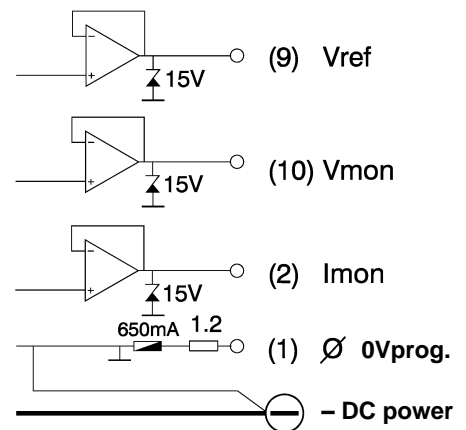 (9) Vref
15V
(10) Vmon
15V
(2) Imon
15V
650mA 1.2
(1) Ø 0Vprog.
– DC power